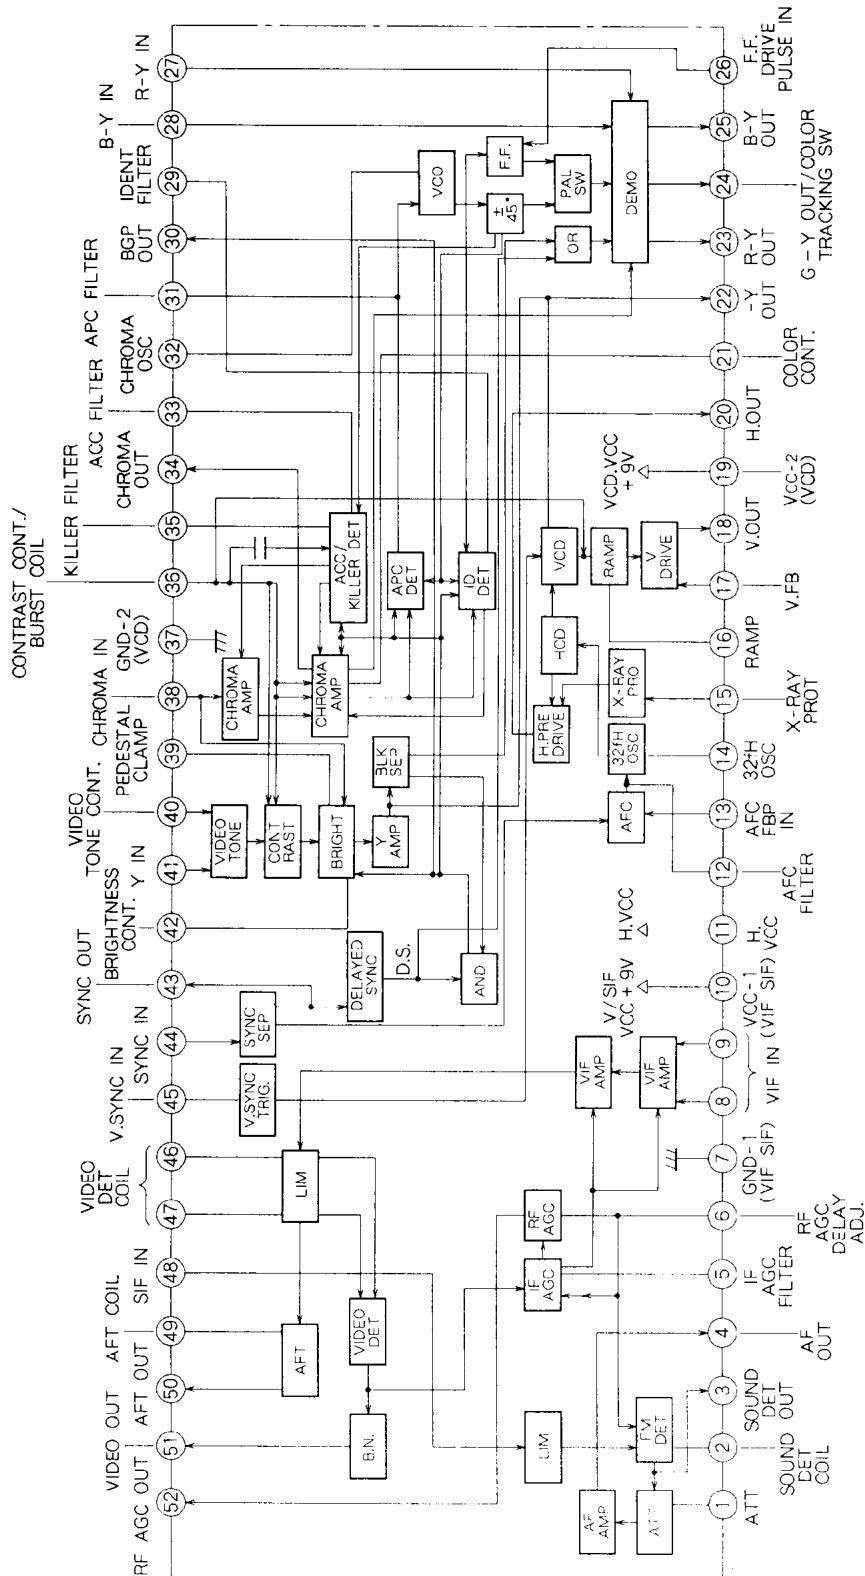 RF AGC OUT
52
VIDEO OUT
51
AFT OUT
50
AFT COIL
49
SIF IN
48
VIDEO
DET
COIL
47
46
V.SYNC IN
45
SYNC IN
44
SYNC OUT
43
BRIGHTNESS
CONT.
42
Y IN
41
VIDEO
TONE CONT.
40
PEDESTAL
CLAMP
39
CHROMA IN
38
GND-2
(VCD)
37
CONTRAST CONT./
BURST COIL
36
KILLER FILTER
35
CHROMA
OUT
34
ACC FILTER
33
CHROMA
OSC
32
APC FILTER
31
BGP
OUT
30
IDENT
FILTER
29
B-Y IN
28
R-Y IN
27
B.N.
VIDEO
DET
AFT
LIM
V.SYNC
TRIG.
SYNC
SEP
DELAYED
SYNC
D.S.
AND
VIDEO
TONE
CONT
RAST
BRIGHT
Y
AMP
BLK
SEP
CHROMA
AMP
CHROMA
AMP
ACC/
KILLER DET
APC
DET
ID
DET
VCO
±
45°
F.F.
PAL
SW
OR
DEMO
AF
AMP
ATT
LIM
FM
DET
IF
AGC
RF
AGC
VIF
AMP
VIF
AMP
V/SIF
VCC +9V
H.VCC
AFC
32fH
OSC
X-RAY
PRO
H.PRE
DRIVE
HCD
VCD
RAMP
V
DRIVE
VCD.VCC
+9V
1
ATT
2
SOUND
DET
COIL
3
SOUND
DET
OUT
4
AF
OUT
5
IF
AGC
FILTER
6
RF
AGC
DELAY
ADJ.
7
GND-1
(VIF SIF)
8
9
VIF IN
10
VCC-1
(VIF SIF)
11
H.
VCC
12
AFC
FILTER
13
AFC
FBP
IN
14
32fH
OSC
15
X-RAY
PROT
16
RAMP
17
V.FB
18
V.OUT
19
VCC-2
(VCD)
20
H.OUT
21
COLOR
CONT.
22
-Y
OUT
23
R-Y
OUT
24
G-Y OUT/COLOR
TRACKING SW
25
B-Y
OUT
26
F.F.
DRIVE
PULSE IN